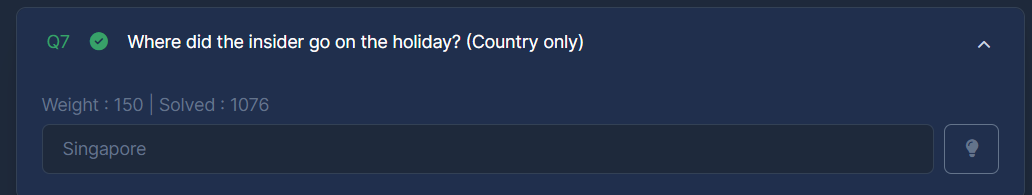 Q7 Where did the insider go on the holiday? (Country only)
Weight : 150 | Solved : 1076
Singapore